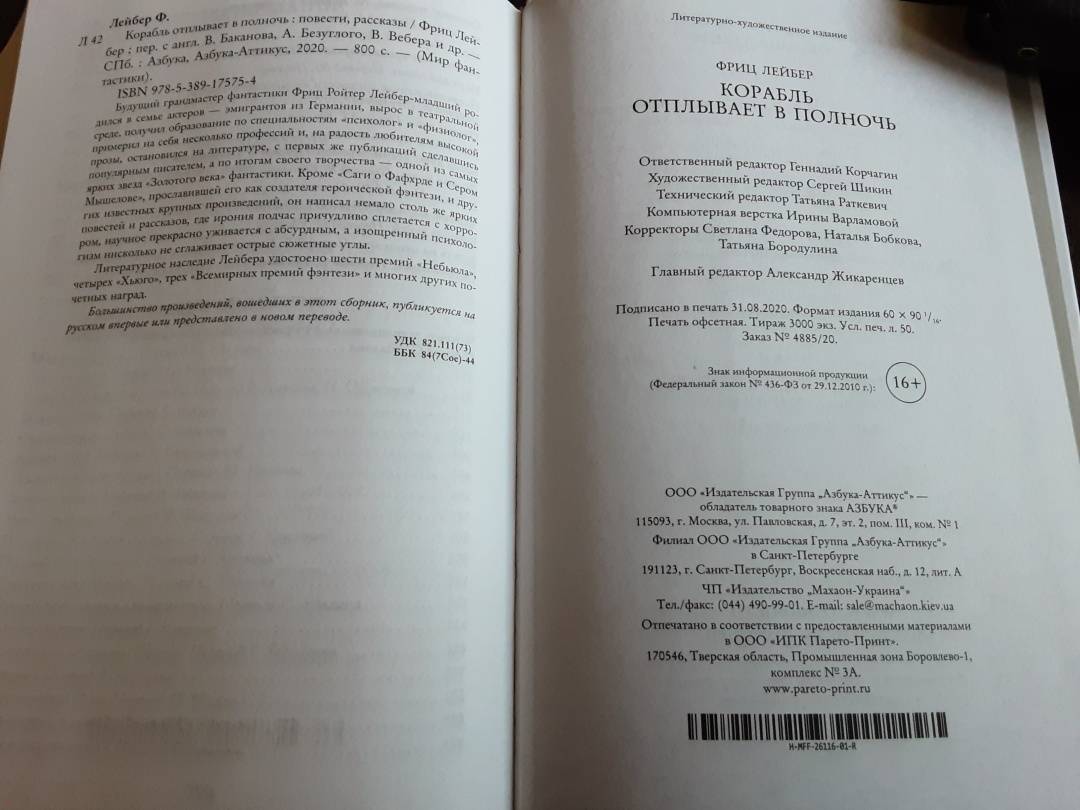 Лейбер Ф.
Л 42 Корабль отплывает в полночь : повести, рассказы / Фриц Лей-
бер ; пер. с англ. В. Баканова, А. Безуглого, В. Вебера и др. —
СПб. : Азбука, Азбука-Аттикус, 2020. — 800 с. — (Мир фан-
тастики).
ISBN 978-5-389-17575-4
Будущий грандмастер фантастики Фриц Ройтер Лейбер-младший ро-
дился в семье актеров — эмигрантов из Германии, вырос в театральной
среде, получил образование по специальностям «психолог» и «физиолог»,
примерил на себя несколько профессий и, на радость любителям высокой
прозы, остановился на литературе, с первых же публикаций сделавшись
популярным писателем, а по итогам своего творчества — одной из самых
ярких звезд «Золотого века» фантастики. Кроме «Саги о Фафхрде и Сером
Мышелове», прославившей его как создателя героической фэнтези, и дру-
гих известных крупных произведений, он написал немало столь же ярких
повестей и рассказов, где ирония подчас причудливо сплетается с хорро-
ром, научное прекрасно уживается с абсурдным, а изощренный психоло-
гизм нисколько не сглаживает острые сюжетные углы.
Литературное наследие Лейбера удостоено шести премий «Небьюла»,
четырех «Хьюго», трех «Всемирных премий фэнтези» и многих других по-
четных наград.
Большинство произведений, вошедших в этот сборник, публикуется на
русском впервые или представлено в новом переводе.
УДК 821.111(73)
ББК 84(7Сое)-44
Литературно-художественное издание
ФРИЦ ЛЕЙБЕР
КОРАБЛЬ
ОТПЛЫВАЕТ В ПОЛНОЧЬ
Ответственный редактор Геннадий Корчагин
Художественный редактор Сергей Шикин
Технический редактор Татьяна Раткевич
Компьютерная верстка Ирины Варламовой
Корректоры Светлана Федорова, Наталья Бобкова,
Татьяна Бородулина
Главный редактор Александр Жикаренцев
Подписано в печать 31.08.2020. Формат издания 60 × 90 1/16.
Печать офсетная. Тираж 3000 экз. Усл. печ. л. 50.
Заказ № 4885/20.
Знак информационной продукции
(Федеральный закон № 436-ФЗ от 29.12.2010 г.): 16+
ООО «Издательская Группа „Азбука-Аттикус“» —
обладатель товарного знака АЗБУКА®
115093, г. Москва, ул. Павловская, д. 7, эт. 2, пом. III, ком. № 1
Филиал ООО «Издательская Группа „Азбука-Аттикус“»
в Санкт-Петербурге
191123, г. Санкт-Петербург, Воскресенская наб., д. 12, лит. А
ЧП «Издательство „Махаон-Украина“»
Тел./факс: (044) 490-99-01. E-mail: sale@machaon.kiev.ua
Отпечатано в соответствии с предоставленными материалами
в ООО «ИПК Парето-Принт».
170546, Тверская область, Промышленная зона Боровлево-1,
комплекс № 3А.
www.pareto-print.ru
H-MFF-26116-01-R